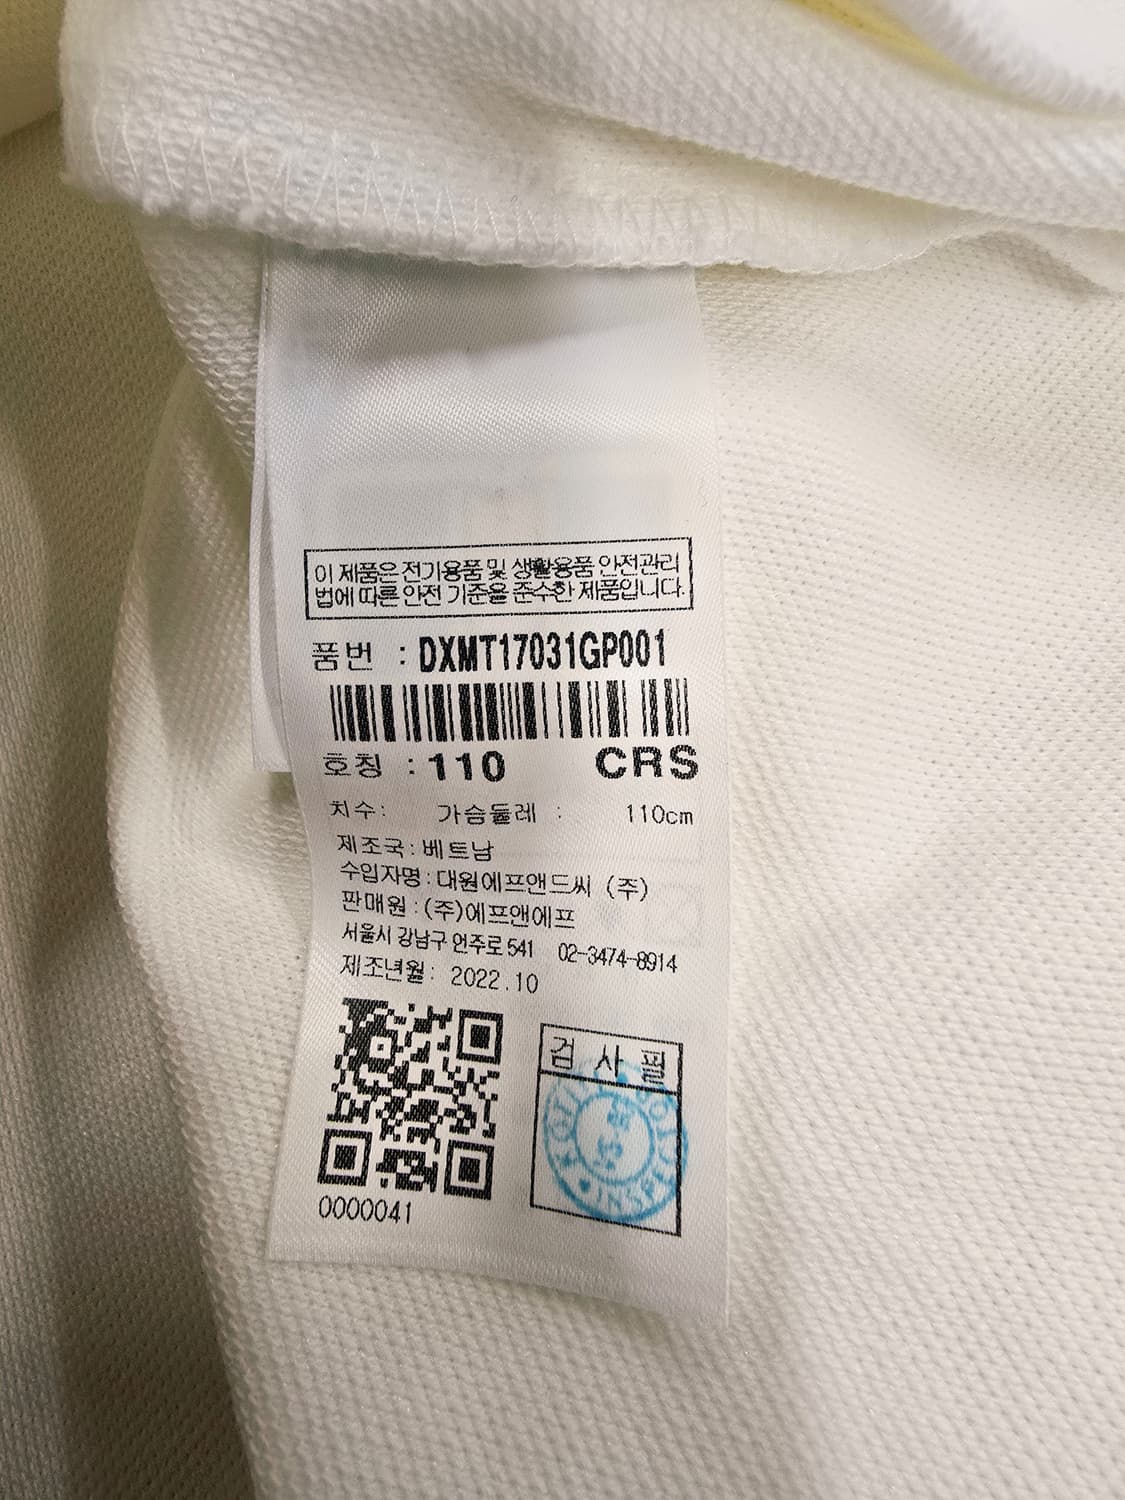 이 제품은 전기용품 및 생활용품 안전관리
법에 따른 안전 기준을 준수한 제품입니다.
품번 : DXMT17031GP001
호칭 : 110 CRS
치수: 가슴둘레 : 110cm
제조국: 베트남
수입자명: 대원에프앤드씨 (주)
판매원: (주)에프앤에프
서울시 강남구 언주로 541 02-3474-8914
제조년월: 2022.10
검사필
0000041